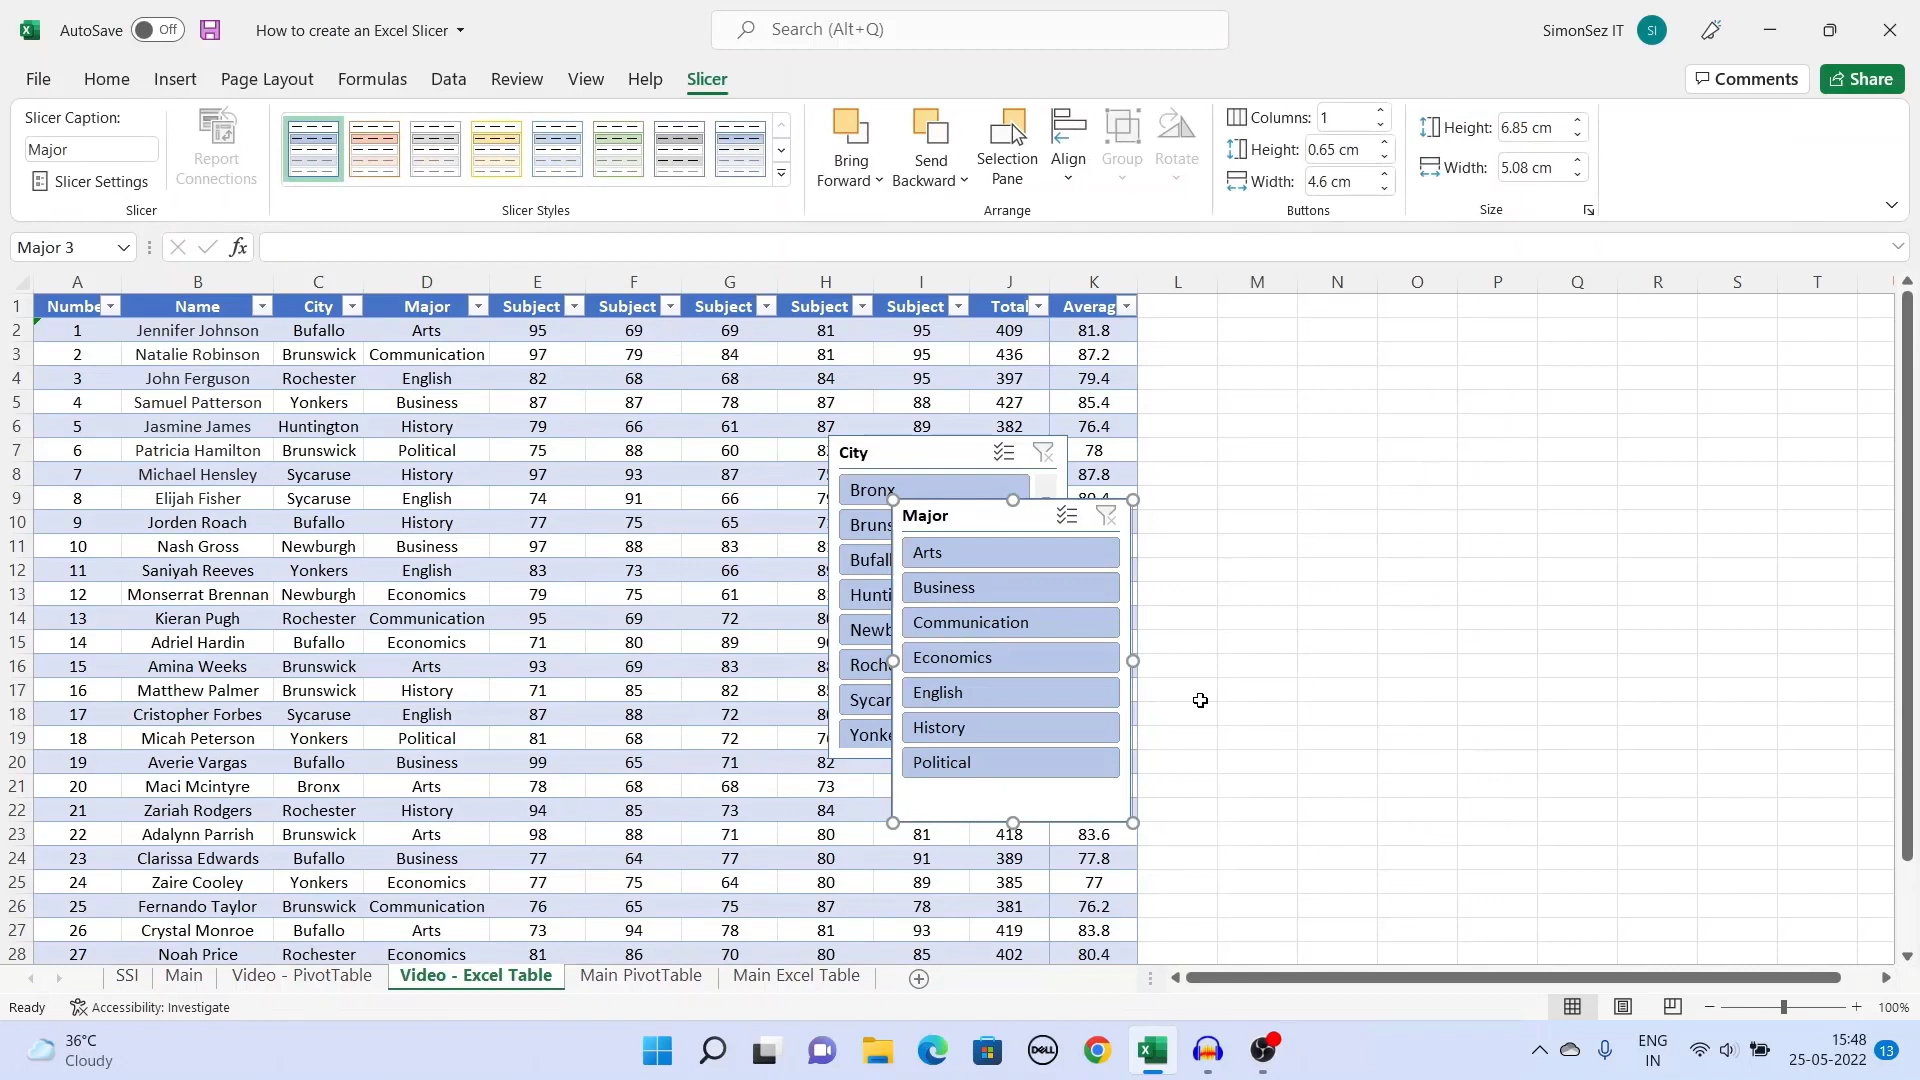 AutoSave Off How to create an Excel Slicer Search (Alt+Q) SimonSez IT SI
File Home Insert Page Layout Formulas Data Review View Help Slicer Comments Share
Slicer Caption:
Major
Slicer Settings
Report
Connections
Slicer
Slicer Styles
Bring
Forward
Send
Backward
Selection
Pane
Align
Group
Rotate
Arrange
Columns: 1
Height: 0.65 cm
Width: 4.6 cm
Buttons
Height: 6.85 cm
Width: 5.08 cm
Size
Major 3 fx
A B C D E F G H I J K L M N O P Q R S T
1 Numbe Name City Major Subject Subject Subject Subject Subject Total Averag
2 1 Jennifer Johnson Bufallo Arts 95 69 69 81 95 409 81.8
3 2 Natalie Robinson Brunswick Communication 97 79 84 81 95 436 87.2
4 3 John Ferguson Rochester English 82 68 68 84 95 397 79.4
5 4 Samuel Patterson Yonkers Business 87 87 78 87 88 427 85.4
6 5 Jasmine James Huntington History 79 66 61 87 89 382 76.4
7 6 Patricia Hamilton Brunswick Political 75 88 60 78
8 7 Michael Hensley Sycaruse History 97 93 87 87.8
9 8 Elijah Fisher Sycaruse English 74 91 66
10 9 Jorden Roach Bufallo History 77 75 65
11 10 Nash Gross Newburgh Business 97 88 83
12 11 Saniyah Reeves Yonkers English 83 73 66
13 12 Monserrat Brennan Newburgh Economics 79 75 61
14 13 Kieran Pugh Rochester Communication 95 69 72
15 14 Adriel Hardin Bufallo Economics 71 80 89
16 15 Amina Weeks Brunswick Arts 93 69 83
17 16 Matthew Palmer Brunswick History 71 85 82
18 17 Cristopher Forbes Sycaruse English 87 88 72
19 18 Micah Peterson Yonkers Political 81 68 72
20 19 Averie Vargas Bufallo Business 99 65 71 82
21 20 Maci Mcintyre Bronx Arts 78 68 68 73
22 21 Zariah Rodgers Rochester History 94 85 73 84
23 22 Adalynn Parrish Brunswick Arts 98 88 71 80 81 418 83.6
24 23 Clarissa Edwards Bufallo Business 77 64 77 80 91 389 77.8
25 24 Zaire Cooley Yonkers Economics 77 75 64 80 89 385 77
26 25 Fernando Taylor Brunswick Communication 76 65 75 87 78 381 76.2
27 26 Crystal Monroe Bufallo Arts 73 94 78 81 93 419 83.8
28 27 Noah Price Rochester Economics 81 86 70 80 85 402 80.4
City
Bronx
Bruns
Bufall
Hunti
Newb
Roch
Sycar
Yonke
Major
Arts
Business
Communication
Economics
English
History
Political
SSI Main Video - PivotTable Video - Excel Table Main PivotTable Main Excel Table
Ready Accessibility: Investigate 100%
36°C
Cloudy
DELL
ENG
IN
15:48
25-05-2022
13